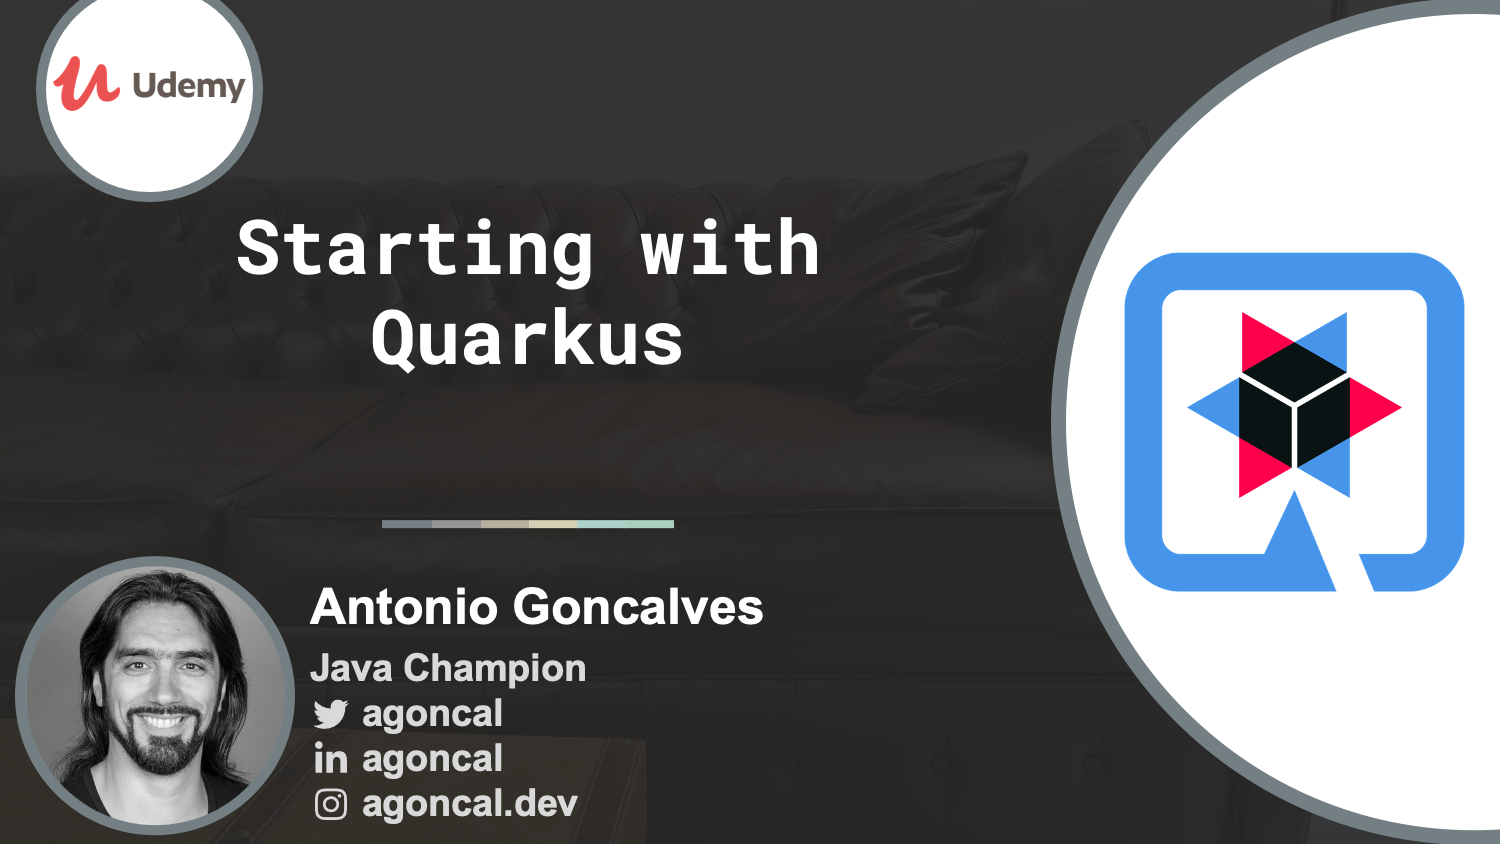 Udemy
Starting with
Quarkus
Antonio Goncalves
Java Champion
agoncal
in agoncal
agoncal.dev